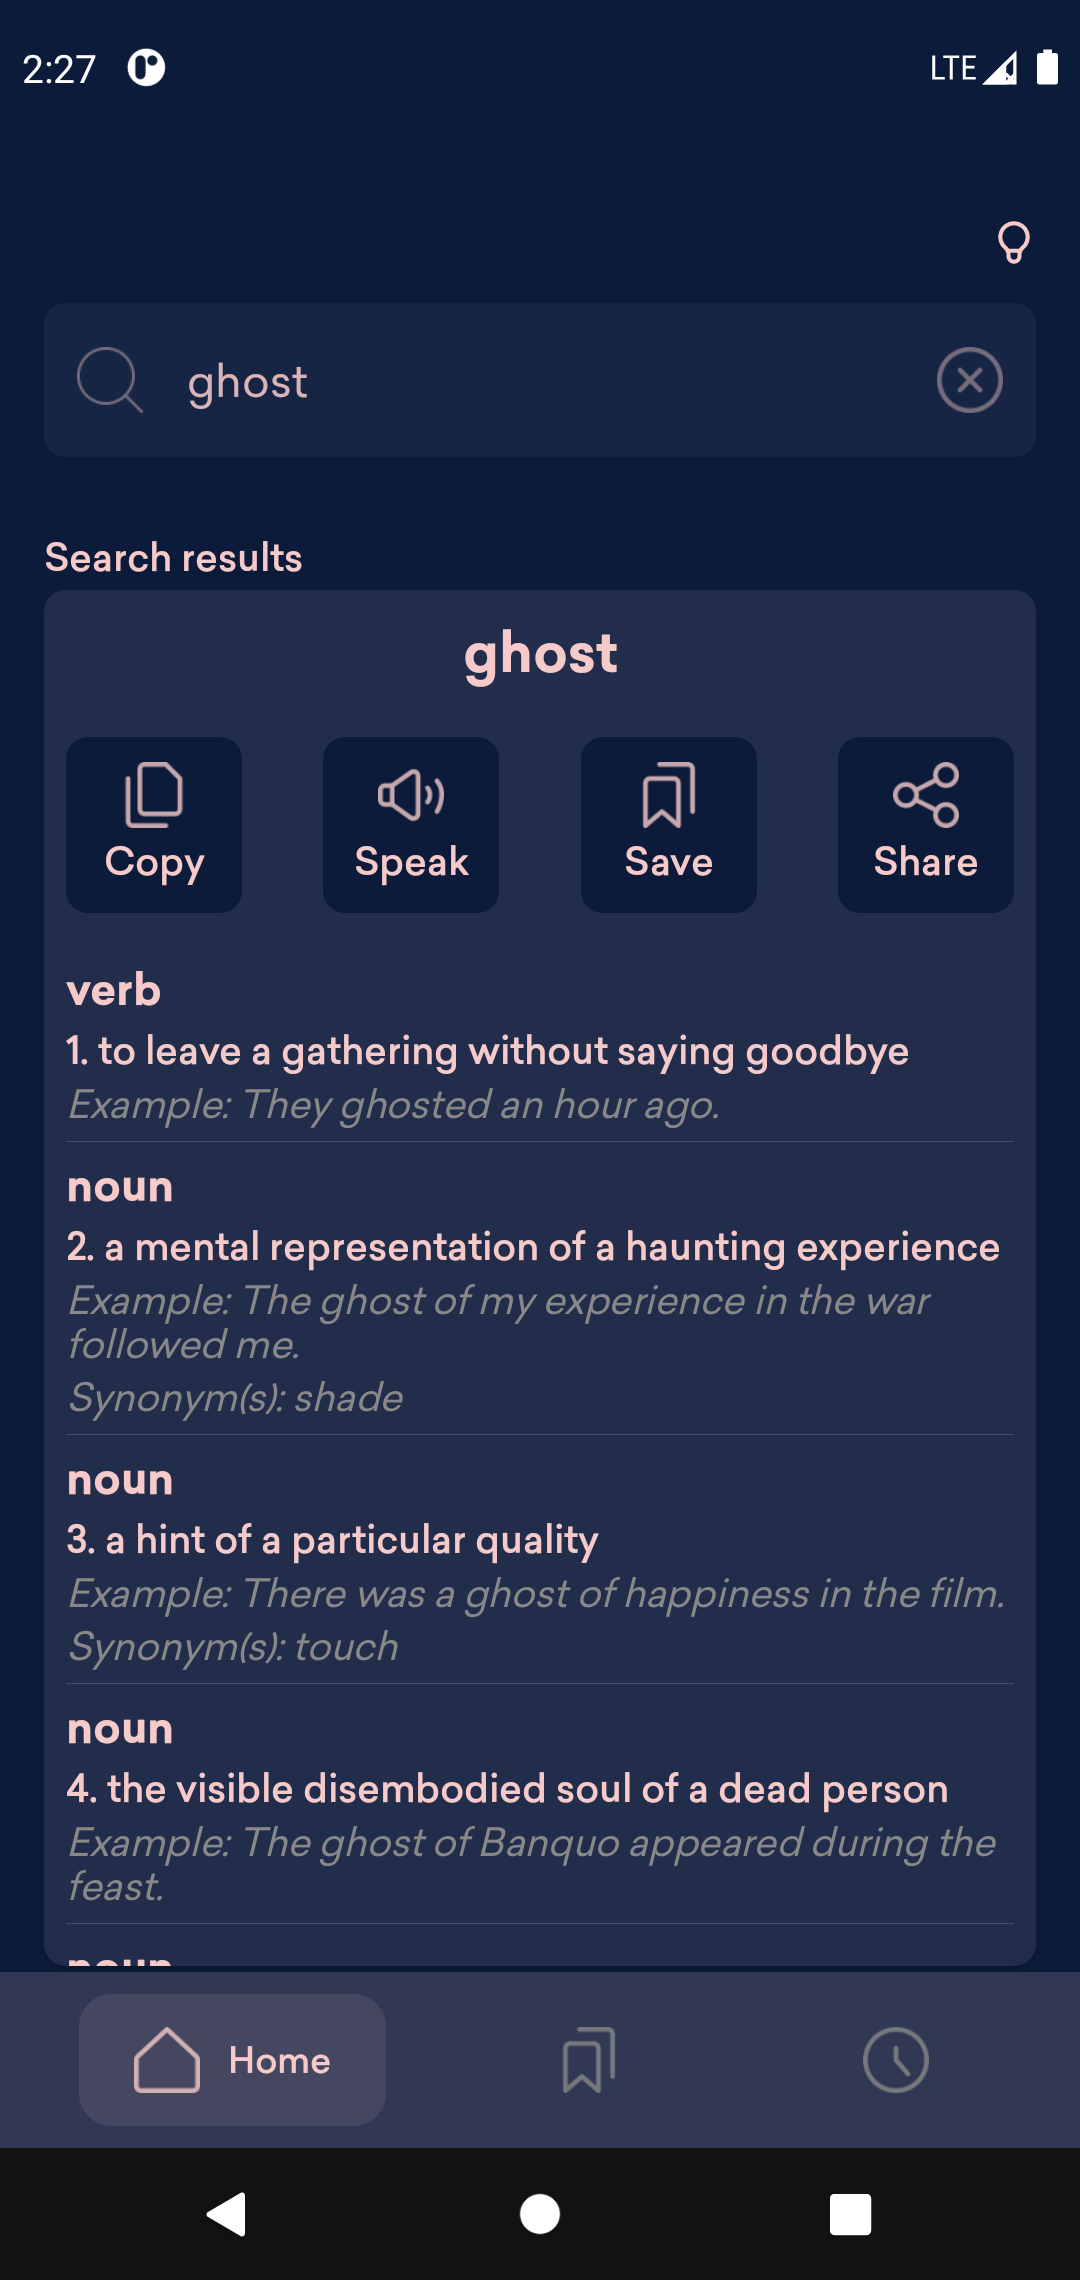 2:27
LTE
ghost
Search results
ghost
Copy
Speak
Save
Share
verb
1. to leave a gathering without saying goodbye
Example: They ghosted an hour ago.
noun
2. a mental representation of a haunting experience
Example: The ghost of my experience in the war
followed me.
Synonym(s): shade
noun
3. a hint of a particular quality
Example: There was a ghost of happiness in the film.
Synonym(s): touch
noun
4. the visible disembodied soul of a dead person
Example: The ghost of Banquo appeared during the
feast.
noun
Home